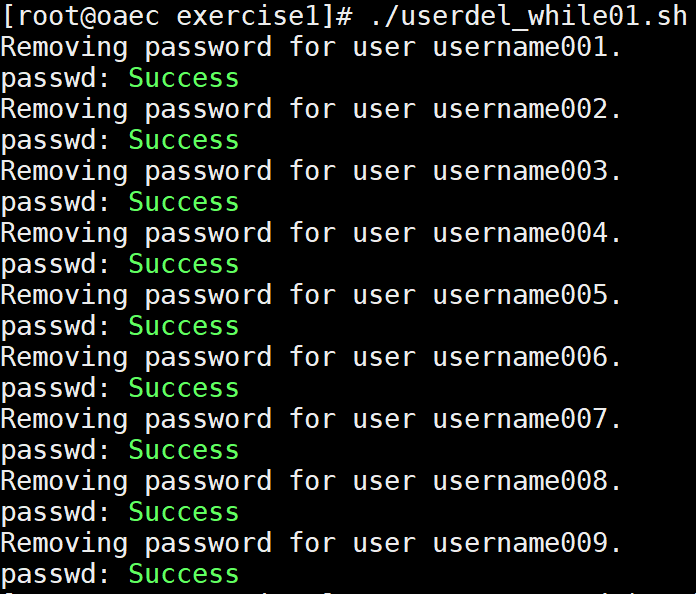 [root@oaec exercise1]# ./userdel_while01.sh
Removing password for user username001.
passwd: Success
Removing password for user username002.
passwd: Success
Removing password for user username003.
passwd: Success
Removing password for user username004.
passwd: Success
Removing password for user username005.
passwd: Success
Removing password for user username006.
passwd: Success
Removing password for user username007.
passwd: Success
Removing password for user username008.
passwd: Success
Removing password for user username009.
passwd: Success